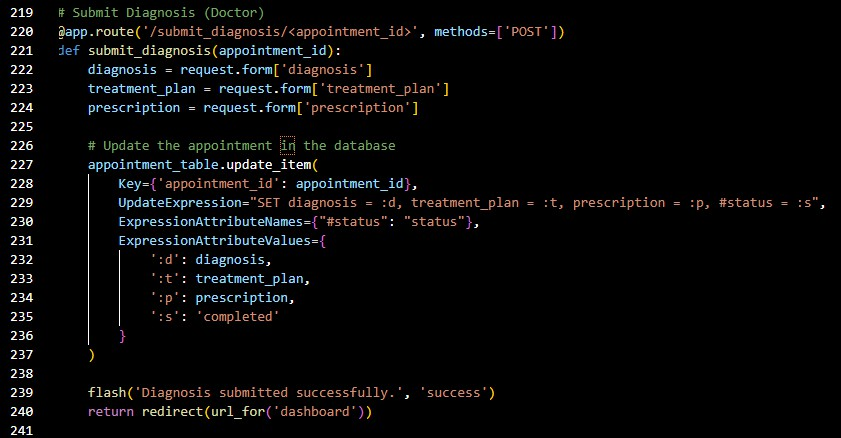 219 # Submit Diagnosis (Doctor)
220 @app.route('/submit_diagnosis/<appointment_id>', methods=['POST'])
221 def submit_diagnosis(appointment_id):
222     diagnosis = request.form['diagnosis']
223     treatment_plan = request.form['treatment_plan']
224     prescription = request.form['prescription']
225
226     # Update the appointment in the database
227     appointment_table.update_item(
228         Key={'appointment_id': appointment_id},
229         UpdateExpression="SET diagnosis = :d, treatment_plan = :t, prescription = :p, #status = :s",
230         ExpressionAttributeNames={"#status": "status"},
231         ExpressionAttributeValues={
232             ':d': diagnosis,
233             ':t': treatment_plan,
234             ':p': prescription,
235             ':s': 'completed'
236         }
237     )
238
239     flash('Diagnosis submitted successfully.', 'success')
240     return redirect(url_for('dashboard'))
241